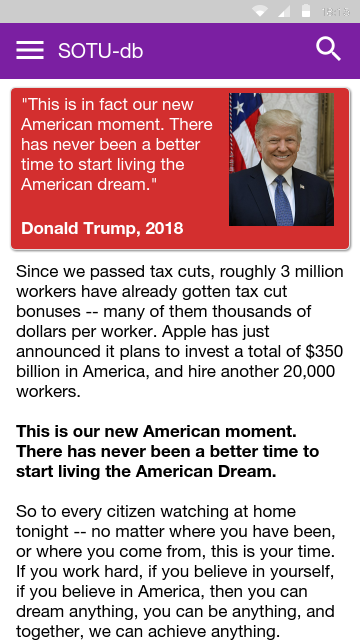 SOTU-db
"This is in fact our new
American moment. There
has never been a better
time to start living the
American dream."
Donald Trump, 2018
Since we passed tax cuts, roughly 3 million
workers have already gotten tax cut
bonuses -- many of them thousands of
dollars per worker. Apple has just
announced it plans to invest a total of $350
billion in America, and hire another 20,000
workers.
This is our new American moment.
There has never been a better time to
start living the American Dream.
So to every citizen watching at home
tonight -- no matter where you have been,
or where you come from, this is your time.
If you work hard, if you believe in yourself,
if you believe in America, then you can
dream anything, you can be anything, and
together, we can achieve anything.